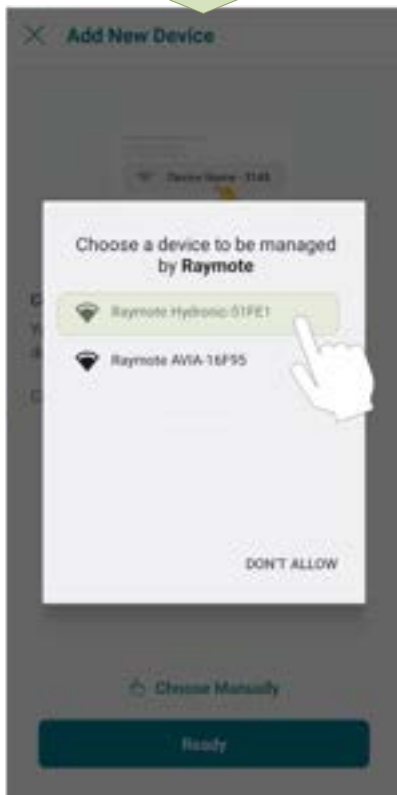 Add New Device
Device Name - 
Choose a device to be managed
by Raymote
Raymote Hydronic-51FE1
Raymote AVIA-16F95
DON'T ALLOW
Choose Manually
Ready